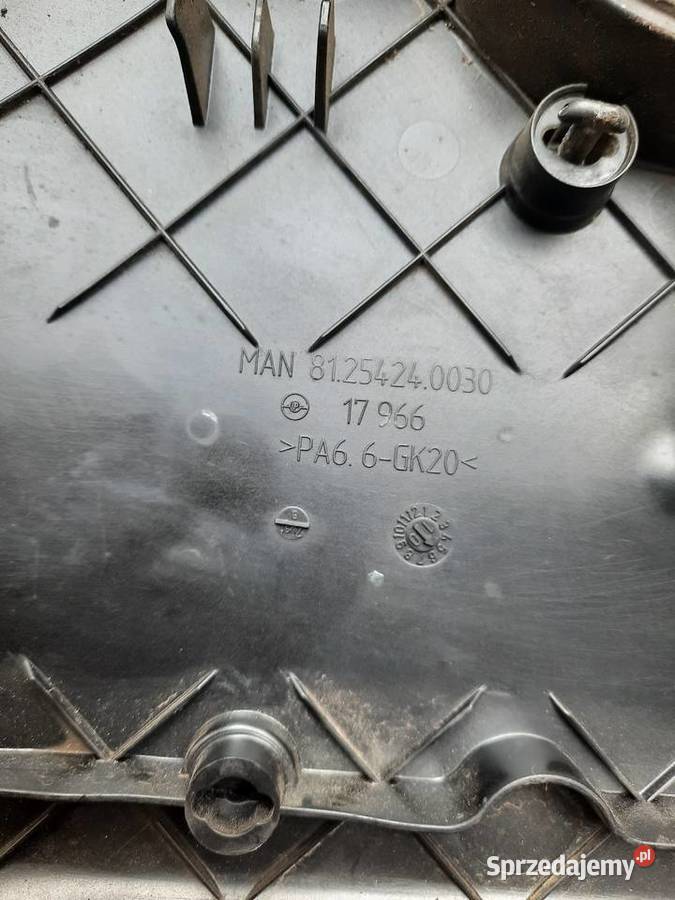 MAN 81.25424.0030
17 966
>PA6. 6-GK20<
Sprzedajemy.pl